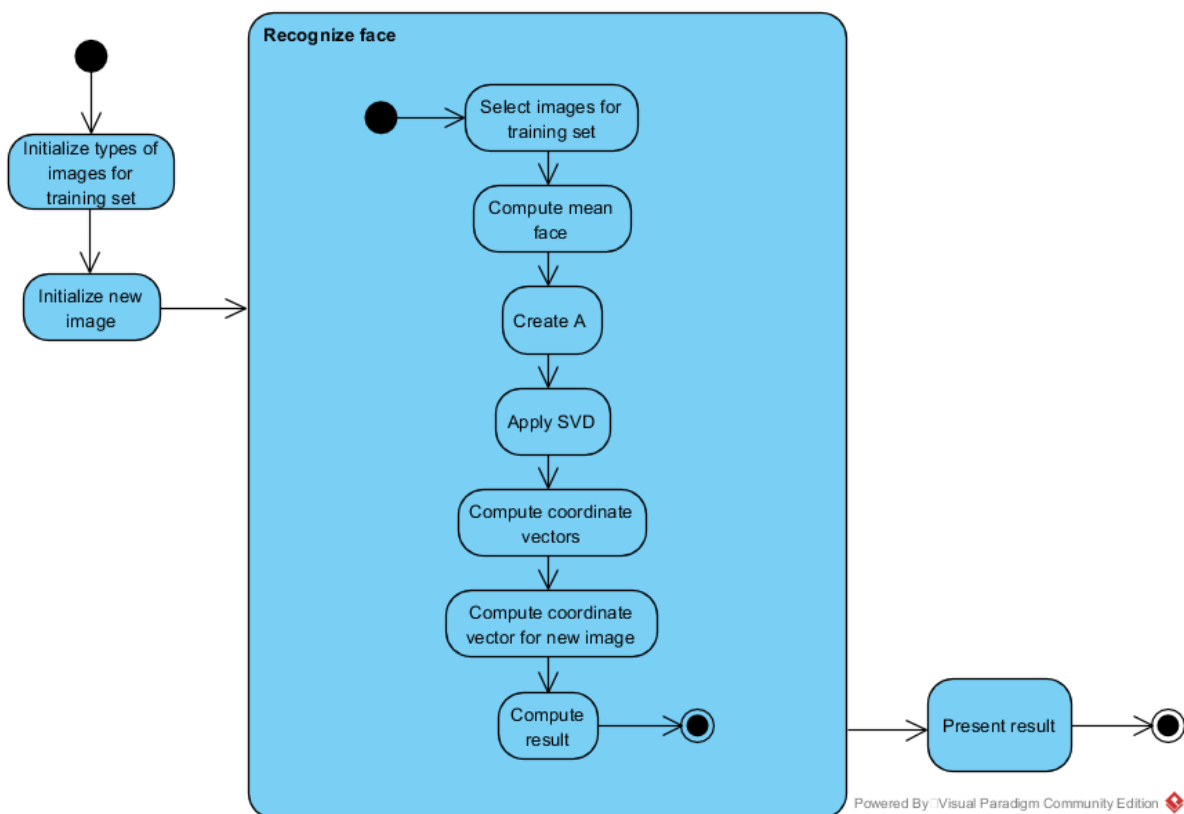 Recognize face
Initialize types of
images for
training set
Initialize new
image
Select images for
training set
Compute mean
face
Create A
Apply SVD
Compute coordinate
vectors
Compute coordinate
vector for new image
Compute
result
Present result
Powered By Visual Paradigm Community Edition